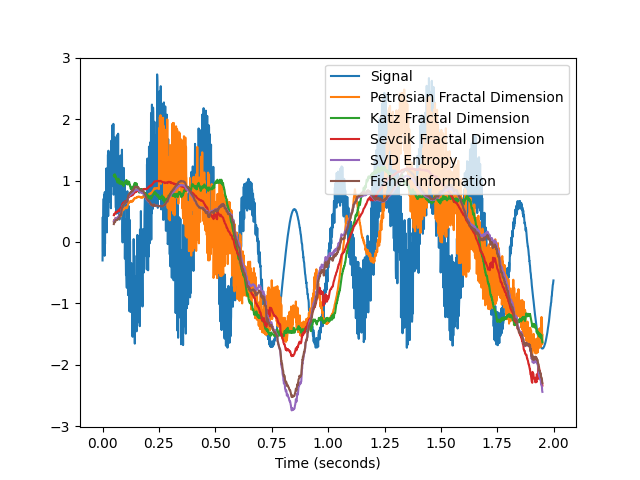 3
2
1
0
−1
−2
−3
Signal
Petrosian Fractal Dimension
Katz Fractal Dimension
Sevcik Fractal Dimension
SVD Entropy
Fisher Information
0.00 0.25 0.50 0.75 1.00 1.25 1.50 1.75 2.00
Time (seconds)